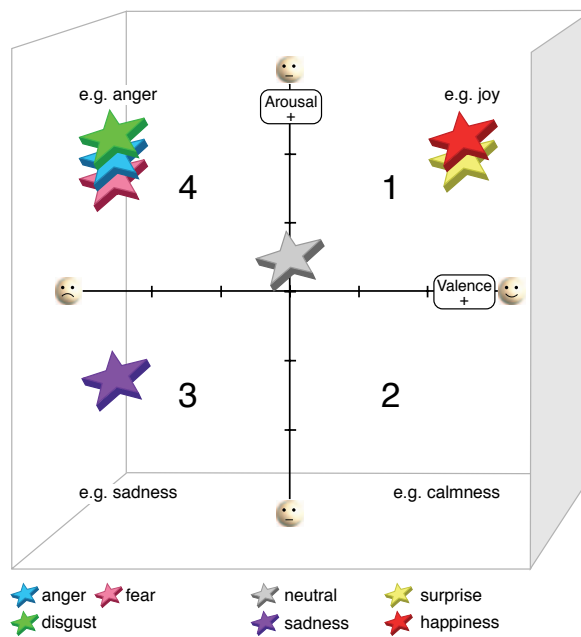 e.g. anger
Arousal
+
e.g. joy
4
1
Valence
+
3
2
e.g. sadness
e.g. calmness
anger fear neutral surprise
disgust sadness happiness